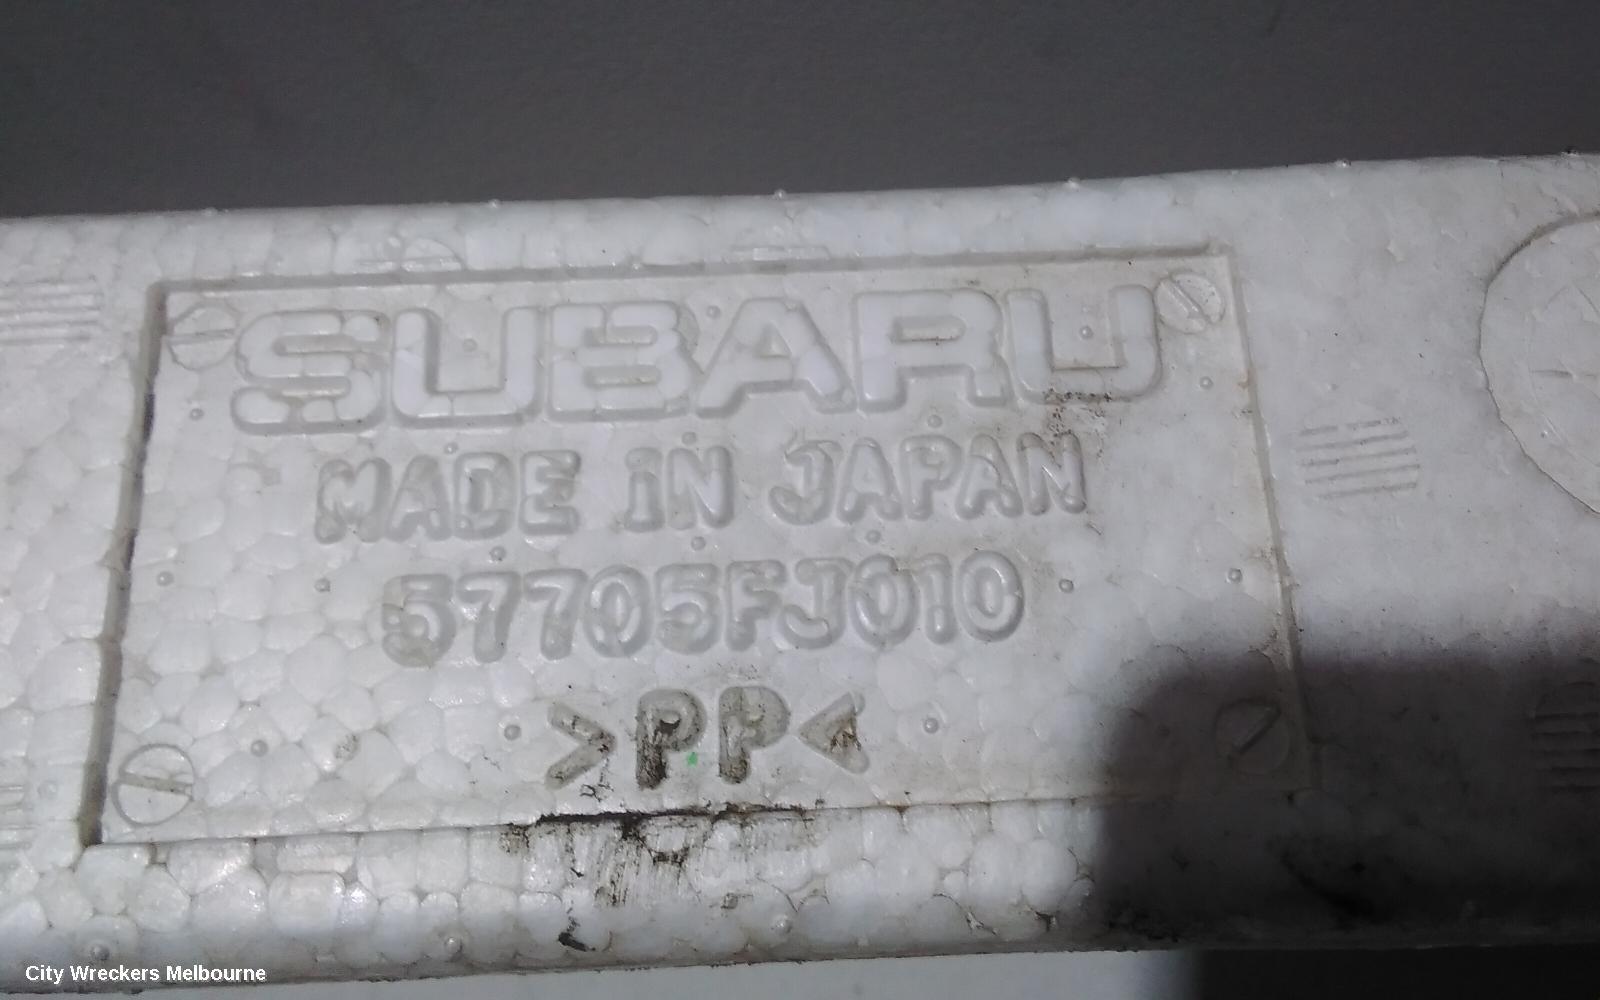 SUBARU
MADE IN JAPAN
57705FJ010
>PP<
City Wreckers Melbourne